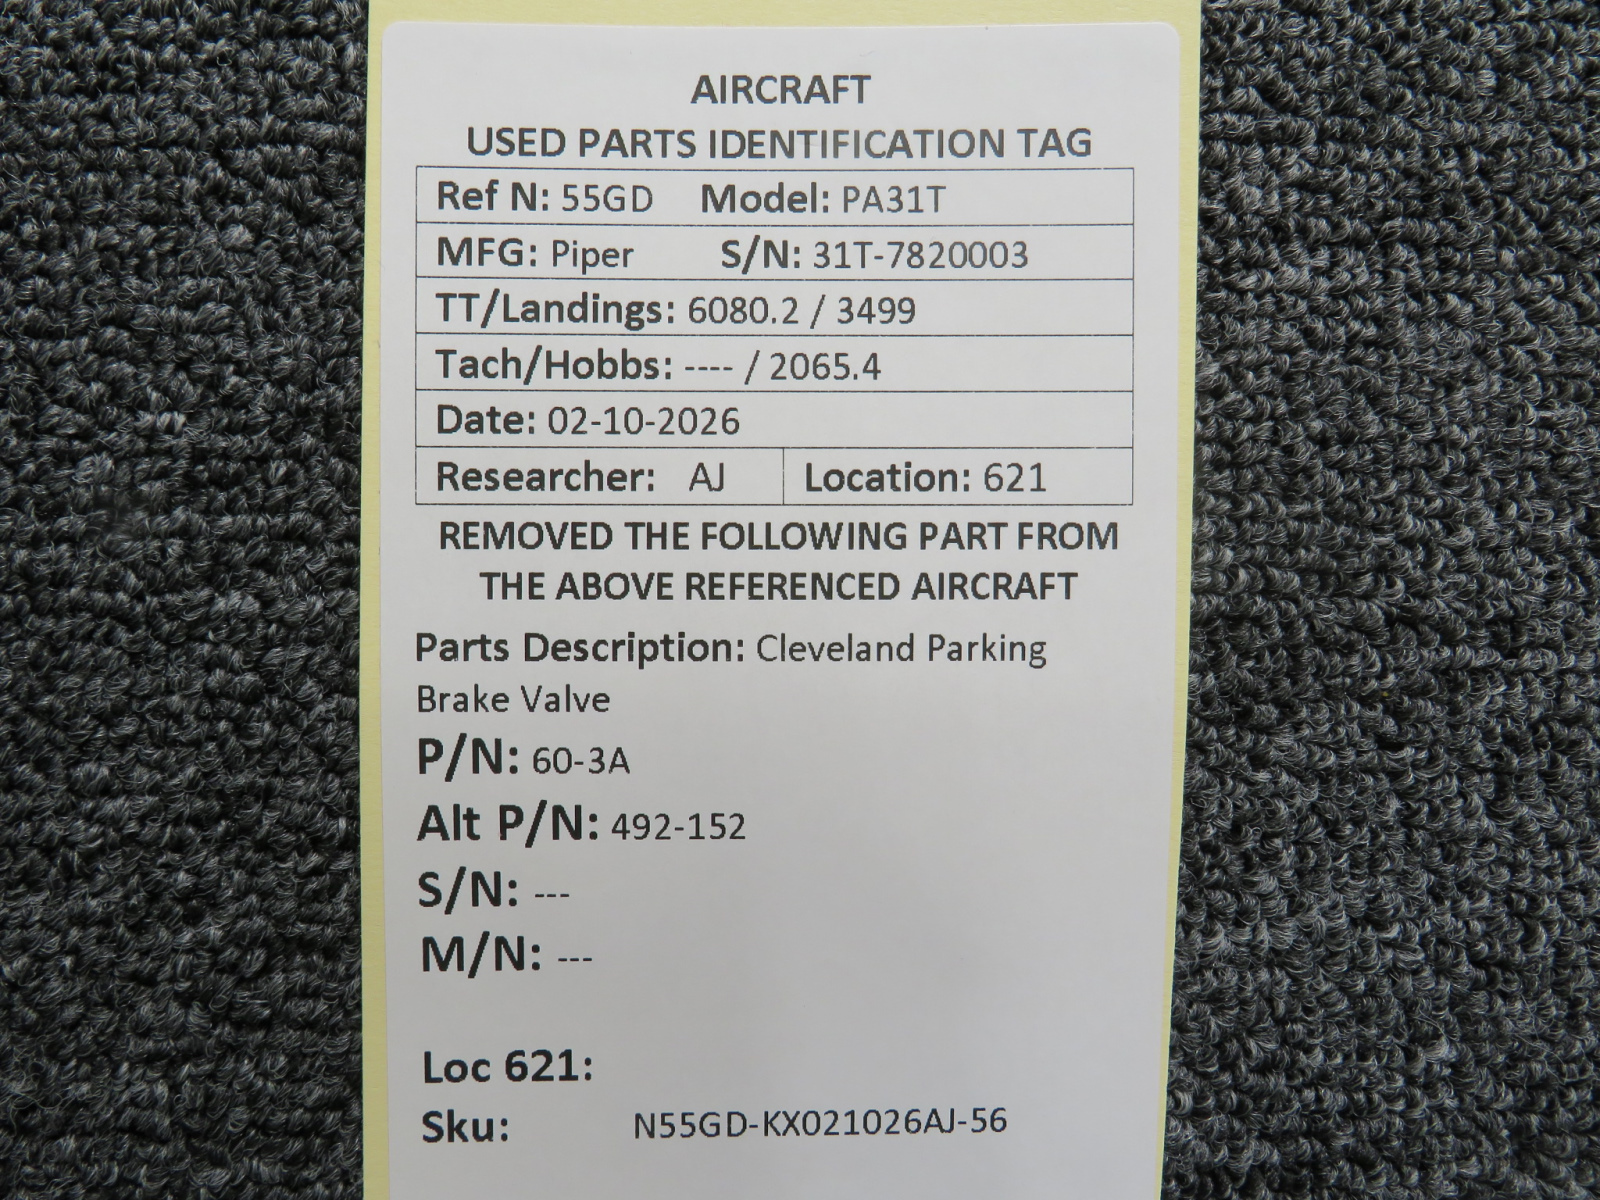 AIRCRAFT
USED PARTS IDENTIFICATION TAG
Ref N: 55GD Model: PA31T
MFG: Piper S/N: 31T-7820003
TT/Landings: 6080.2 / 3499
Tach/Hobbs: ---- / 2065.4
Date: 02-10-2026
Researcher: AJ Location: 621
REMOVED THE FOLLOWING PART FROM
THE ABOVE REFERENCED AIRCRAFT
Parts Description: Cleveland Parking
Brake Valve
P/N: 60-3A
Alt P/N: 492-152
S/N: ---
M/N: ---
Loc 621:
Sku: N55GD-KX021026AJ-56